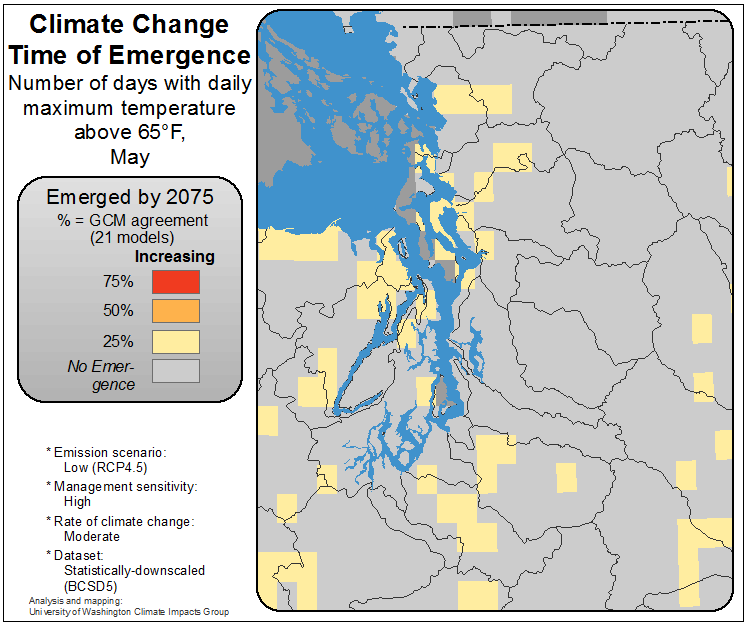 Climate Change
Time of Emergence
Number of days with daily
maximum temperature
above 65°F,
May
Emerged by 2075
% = GCM agreement
(21 models)
Increasing
75%
50%
25%
No Emer-
gence
* Emission scenario:
Low (RCP4.5)
* Management sensitivity:
High
* Rate of climate change:
Moderate
* Dataset:
Statistically-downscaled
(BCSD5)
Analysis and mapping:
University of Washington Climate Impacts Group